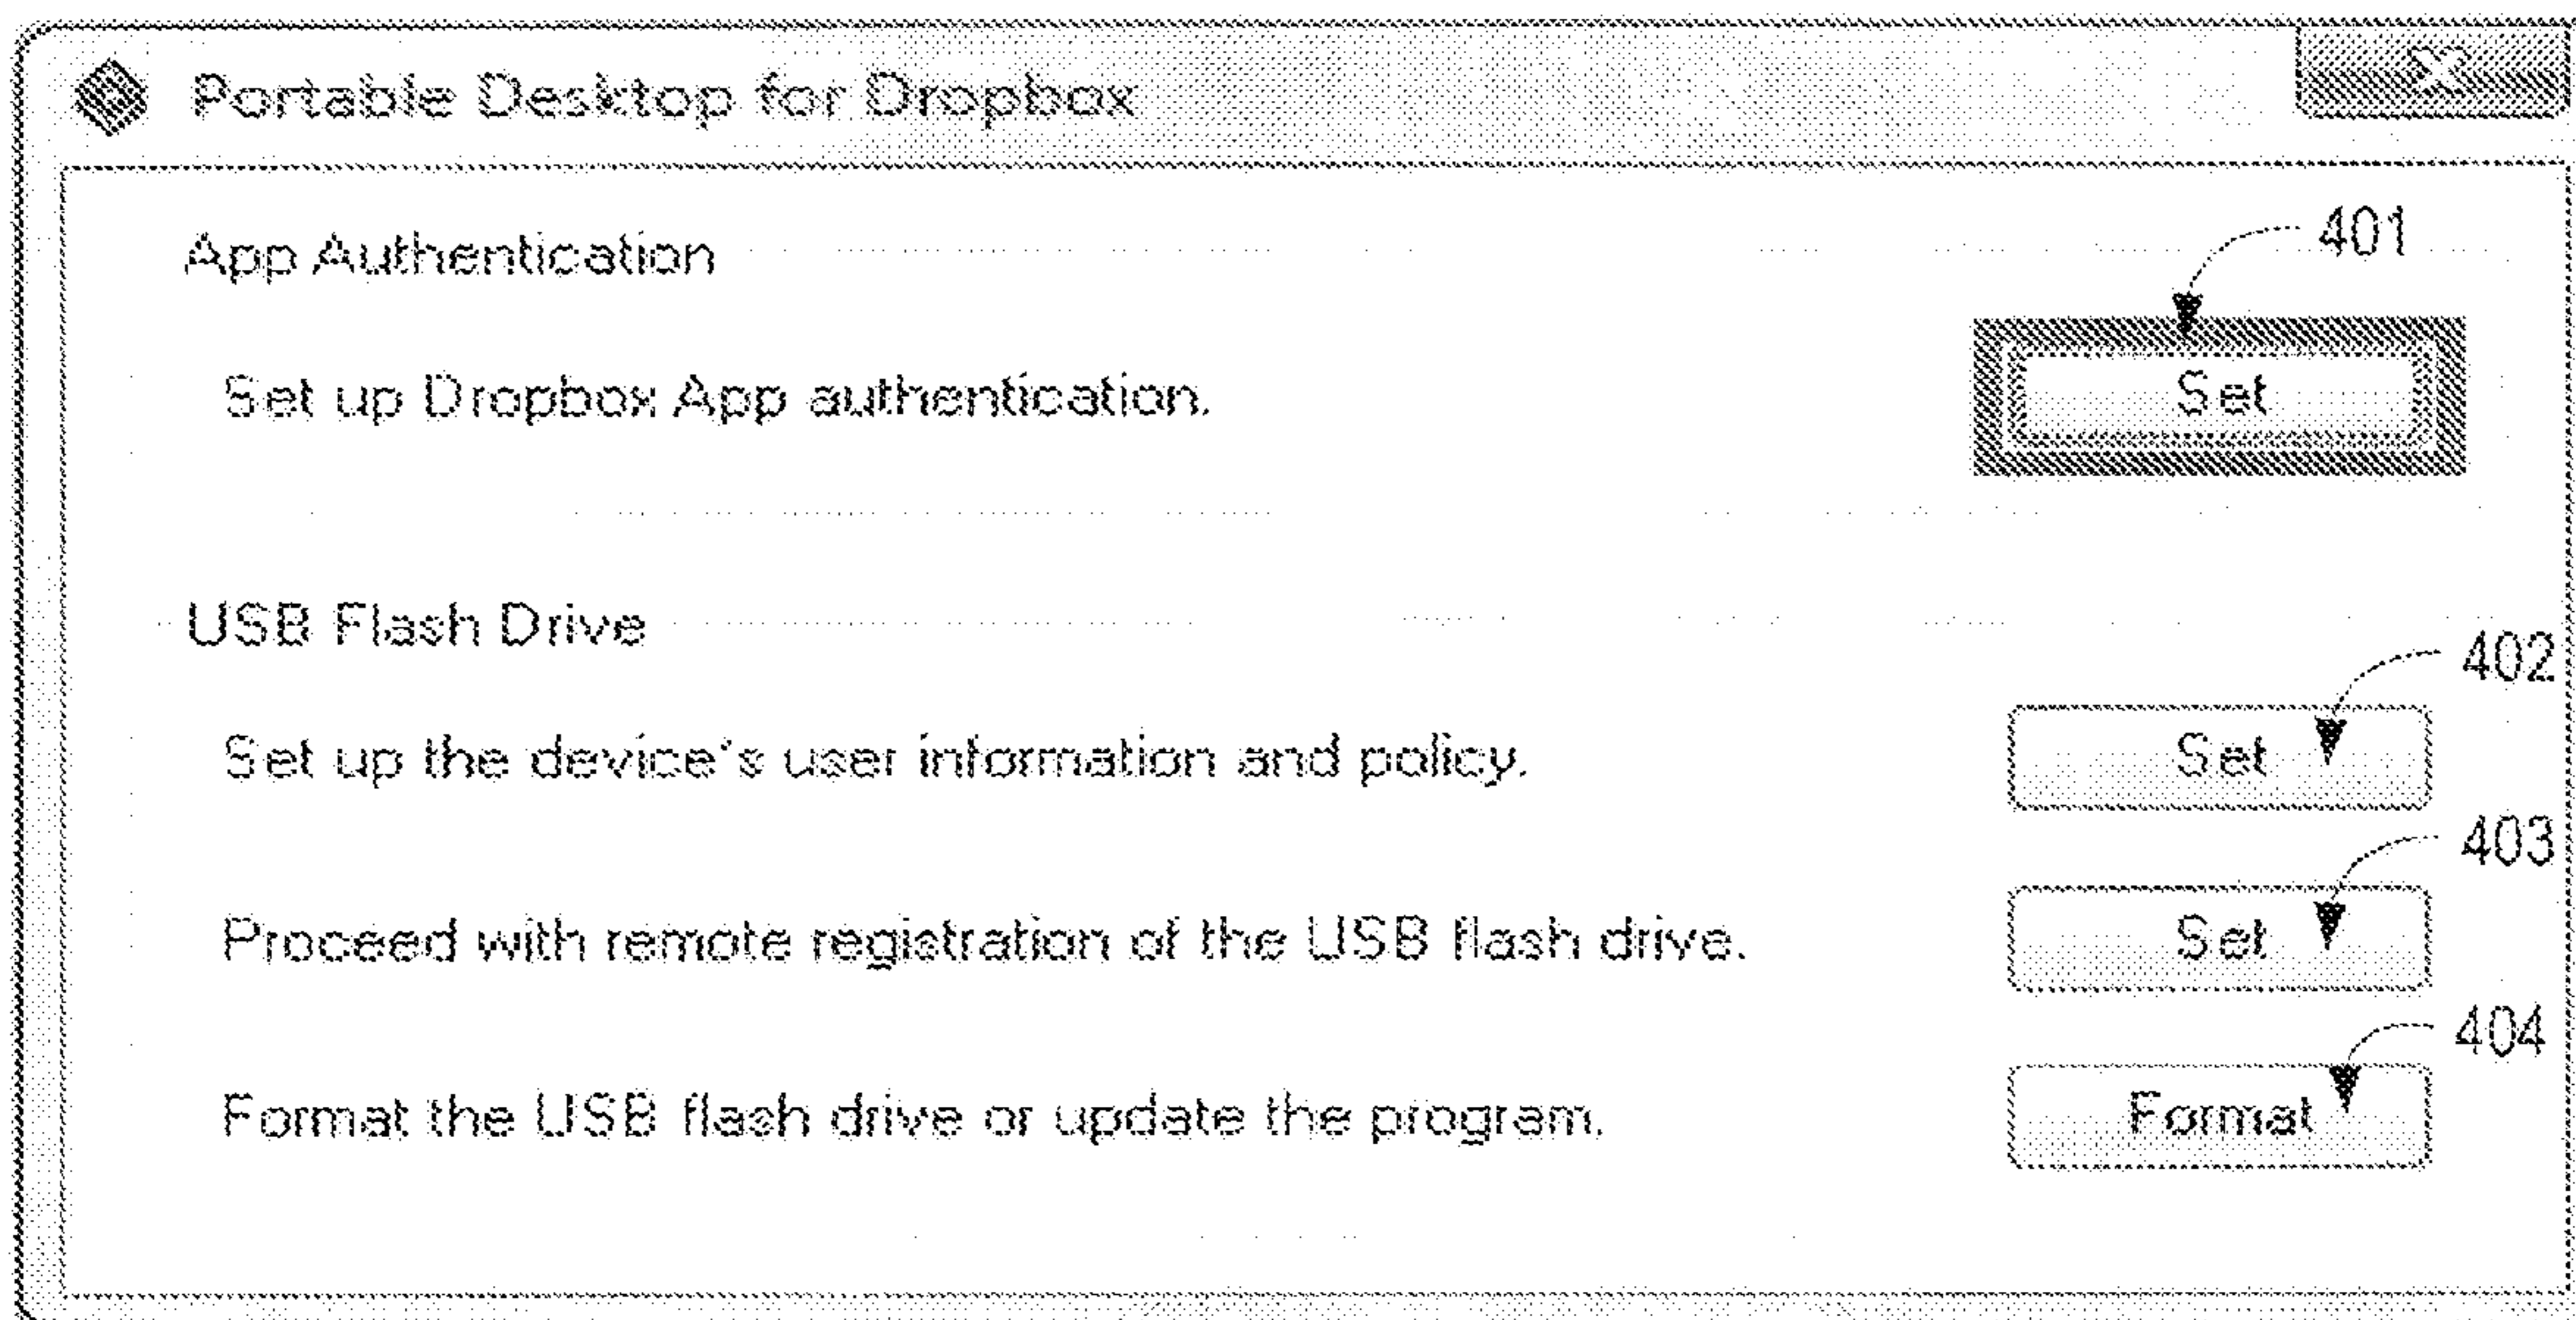 Portable Desktop for Dropbox
X
App Authentication
401
Set up Dropbox App authentication.
Set
USB Flash Drive
402
Set up the device's user information and policy.
Set
403
Proceed with remote registration of the USB flash drive.
Set
404
Format the USB flash drive or update the program.
Format